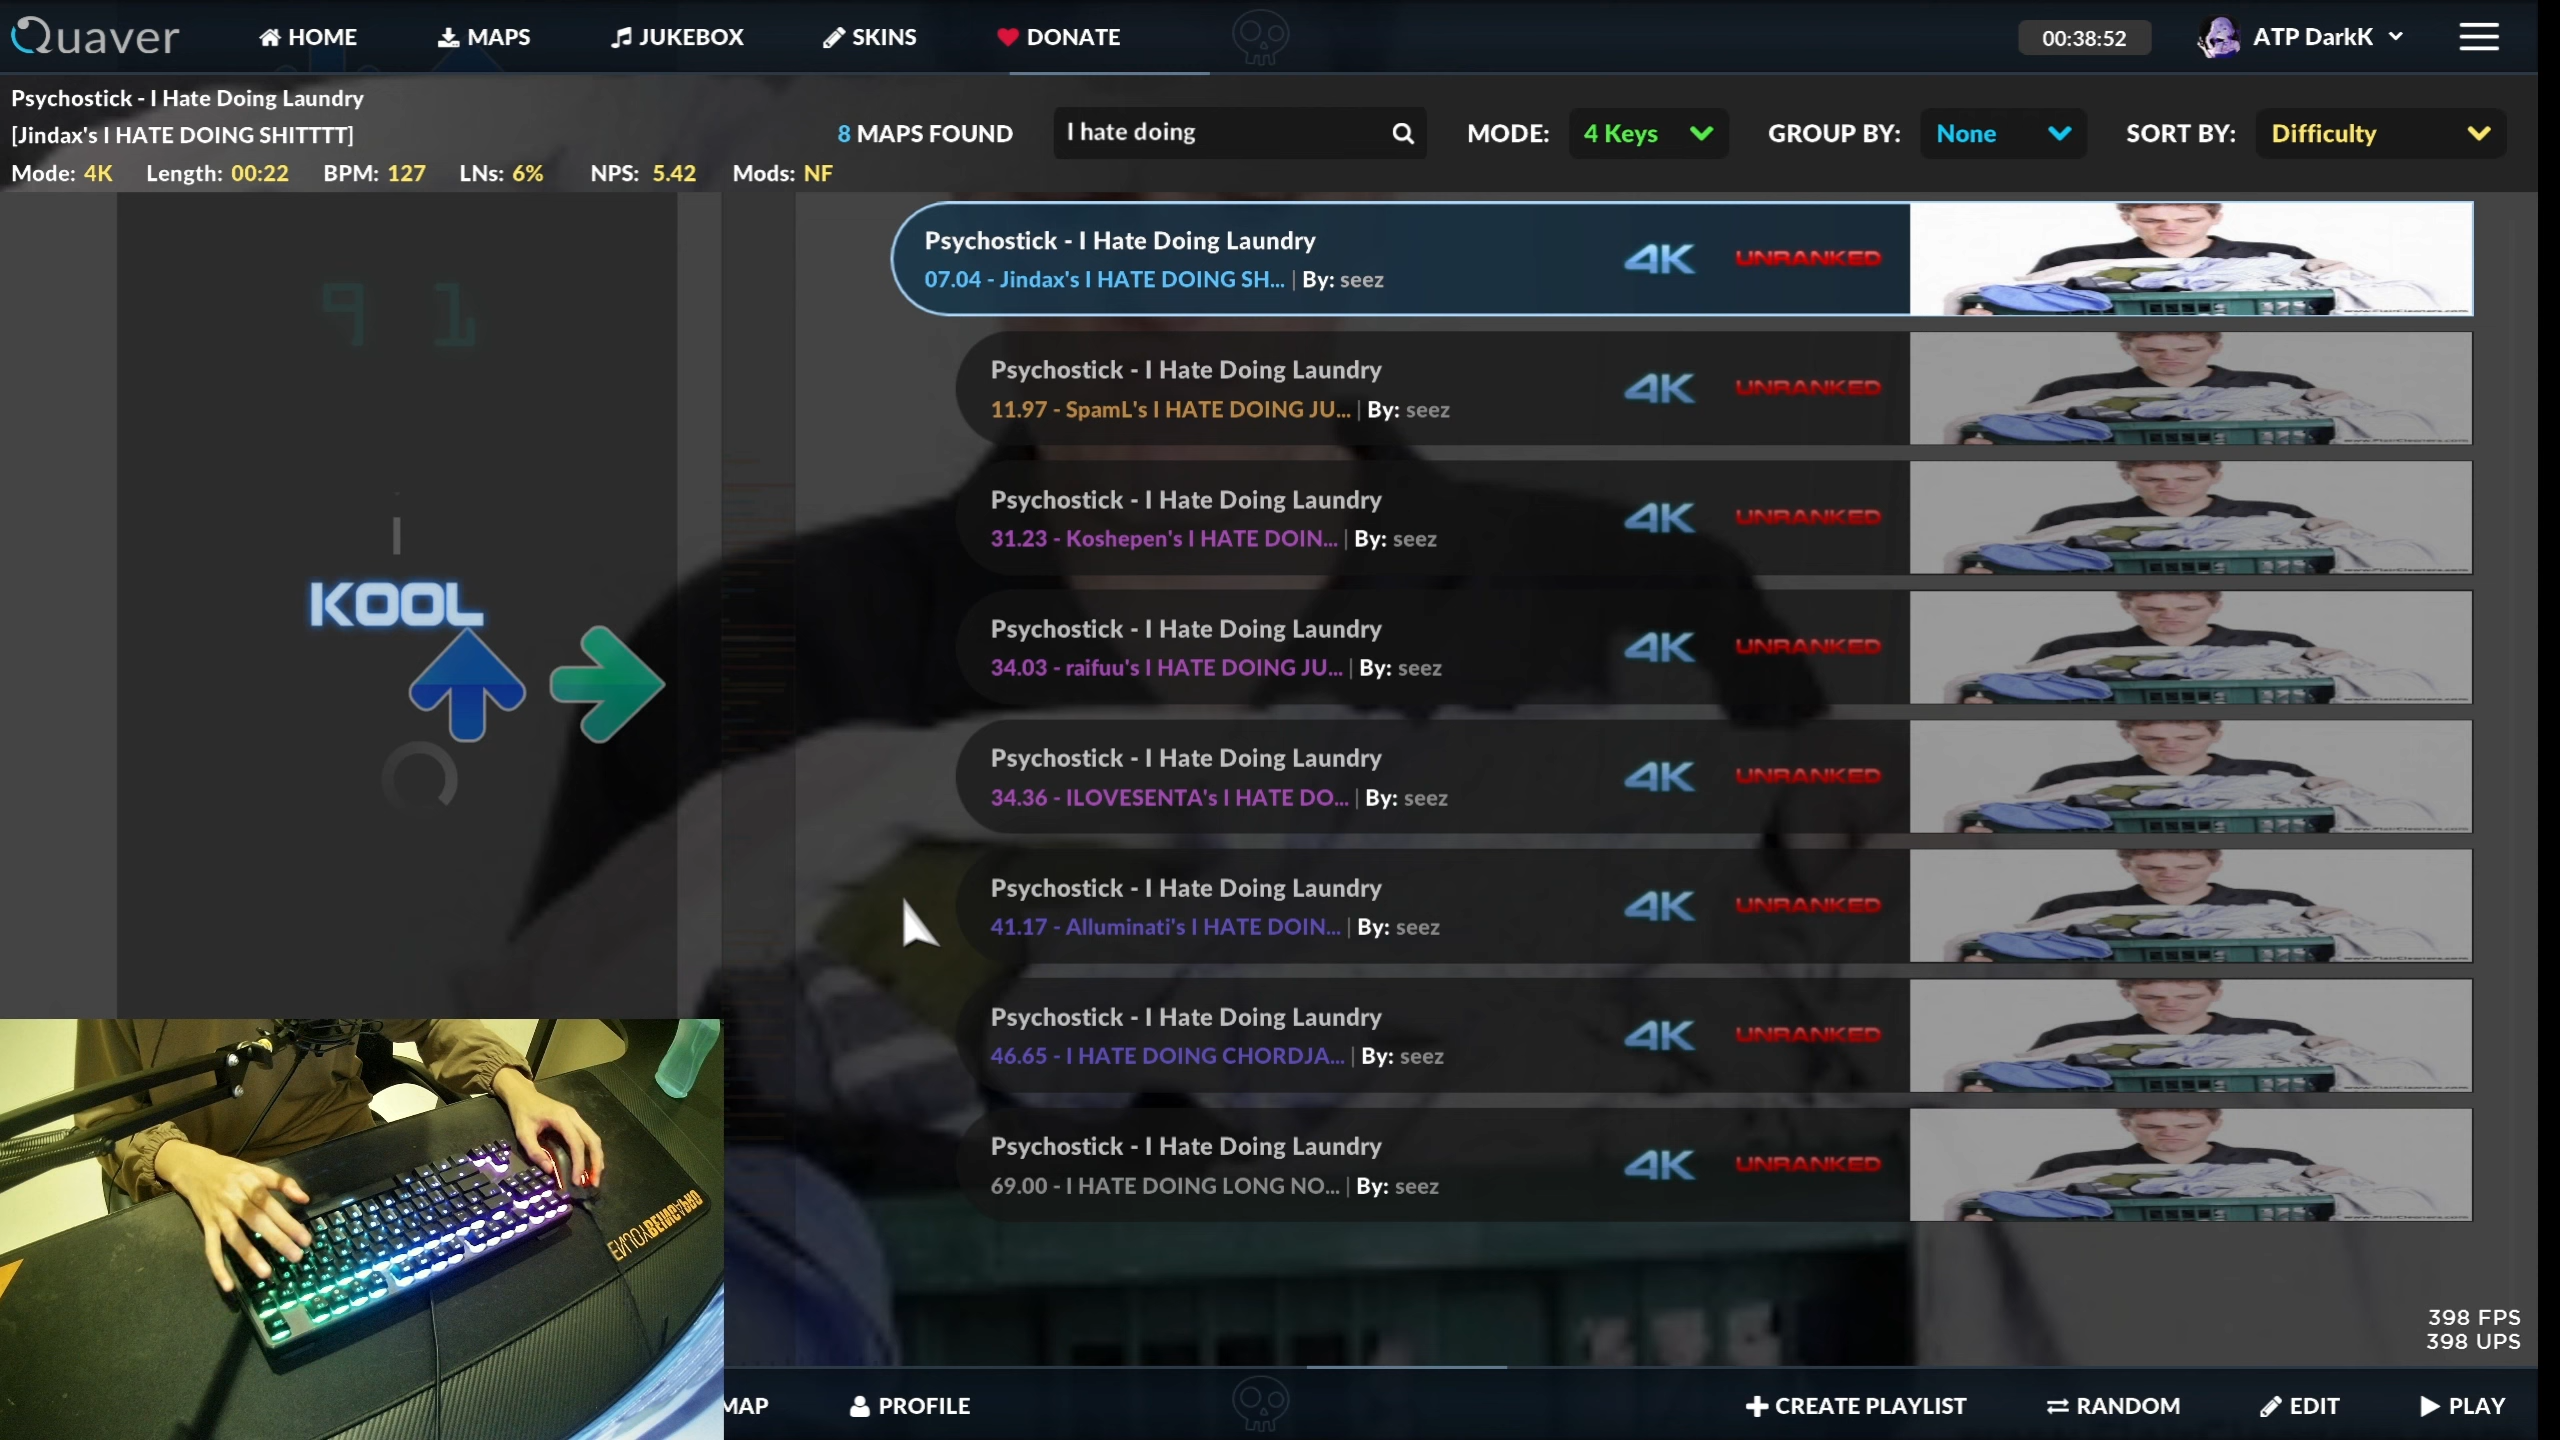 Quaver
HOME
MAPS
JUKEBOX
SKINS
DONATE
00:38:52
ATP DarkK
Psychostick - I Hate Doing Laundry
[Jindax's I HATE DOING SHITTTT]
Mode: 4K Length: 00:22 BPM: 127 LNs: 6% NPS: 5.42 Mods: NF
8 MAPS FOUND
I hate doing
MODE: 4 Keys
GROUP BY: None
SORT BY: Difficulty
91
KOOL
Psychostick - I Hate Doing Laundry
07.04 - Jindax's I HATE DOING SH... | By: seez
4K UNRANKED
Psychostick - I Hate Doing Laundry
11.97 - SpamL's I HATE DOING JU... | By: seez
4K UNRANKED
Psychostick - I Hate Doing Laundry
31.23 - Koshepen's I HATE DOIN... | By: seez
4K UNRANKED
Psychostick - I Hate Doing Laundry
34.03 - raifuu's I HATE DOING JU... | By: seez
4K UNRANKED
Psychostick - I Hate Doing Laundry
34.36 - ILOVESENTA's I HATE DO... | By: seez
4K UNRANKED
Psychostick - I Hate Doing Laundry
41.17 - Alluminati's I HATE DOIN... | By: seez
4K UNRANKED
Psychostick - I Hate Doing Laundry
46.65 - I HATE DOING CHORDJA... | By: seez
4K UNRANKED
Psychostick - I Hate Doing Laundry
69.00 - I HATE DOING LONG NO... | By: seez
4K UNRANKED
398 FPS
398 UPS
MAP
PROFILE
CREATE PLAYLIST
RANDOM
EDIT
PLAY